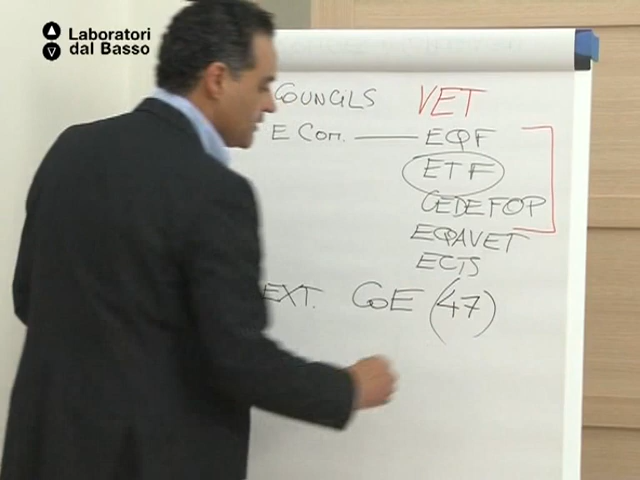 Laboratori
dal Basso
COUNCILS VET
E COM. EQF
ETF
CEDEFOP
EQAVET
ECTS
EXT. CoE (47)